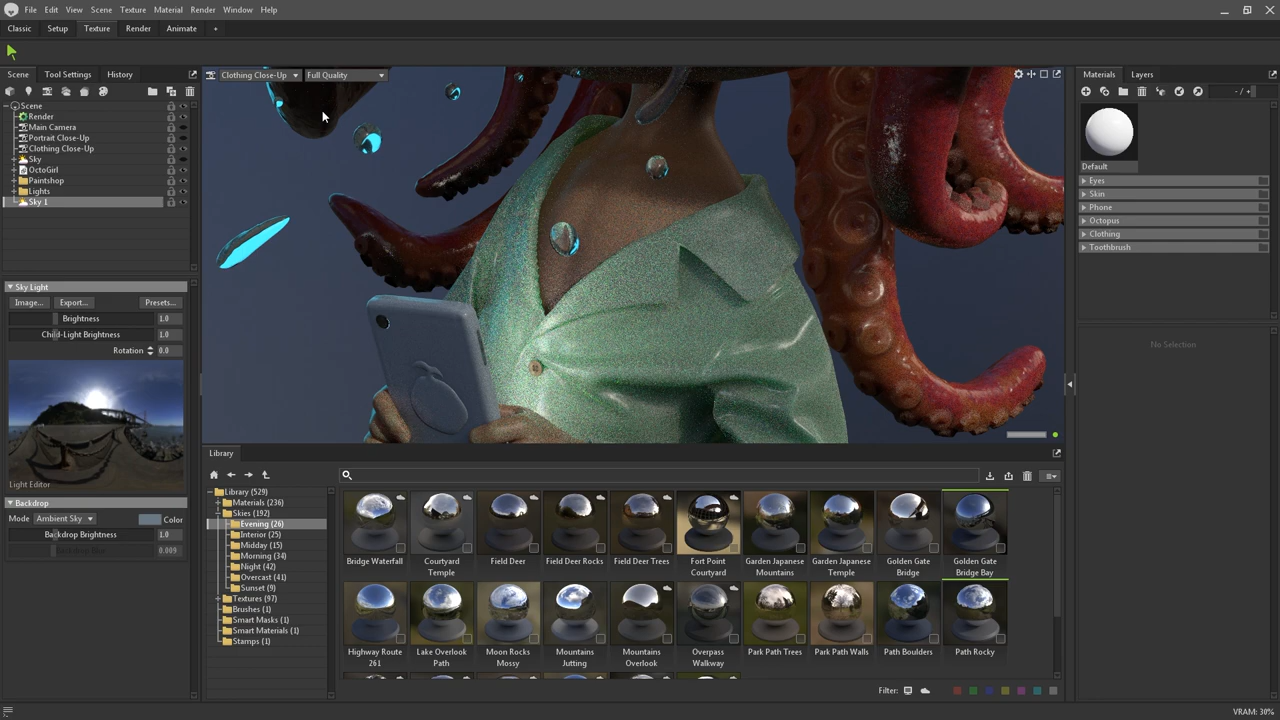 File Edit View Scene Texture Material Render Window Help
Classic Setup Texture Render Animate +
Scene Tool Settings History
Clothing Close-Up Full Quality
Materials Layers
- / +
Scene
Render
Main Camera
Portrait Close-Up
Clothing Close-Up
Sky
OctoGirl
Paintshop
Lights
Sky 1
Default
Eyes
Skin
Phone
Octopus
Clothing
Toothbrush
No Selection
Sky Light
Image... Export... Presets...
Brightness 1.0
Child-Light Brightness 1.0
Rotation 0.0
Light Editor
Backdrop
Mode Ambient Sky Color
Backdrop Brightness 1.0
Backdrop Blur 0.009
Library
Library (529)
Materials (236)
Skies (192)
Evening (26)
Interior (25)
Midday (15)
Morning (34)
Night (42)
Overcast (41)
Sunset (9)
Textures (97)
Brushes (1)
Smart Masks (1)
Smart Materials (1)
Stamps (1)
Bridge Waterfall
Courtyard
Temple
Field Deer
Field Deer Rocks
Field Deer Trees
Fort Point
Courtyard
Garden Japanese
Mountains
Garden Japanese
Temple
Golden Gate
Bridge
Golden Gate
Bridge Bay
Highway Route
261
Lake Overlook
Path
Moon Rocks
Mossy
Mountains
Jutting
Mountains
Overlook
Overpass
Walkway
Park Path Trees
Park Path Walls
Path Boulders
Path Rocky
Filter:
VRAM: 30%